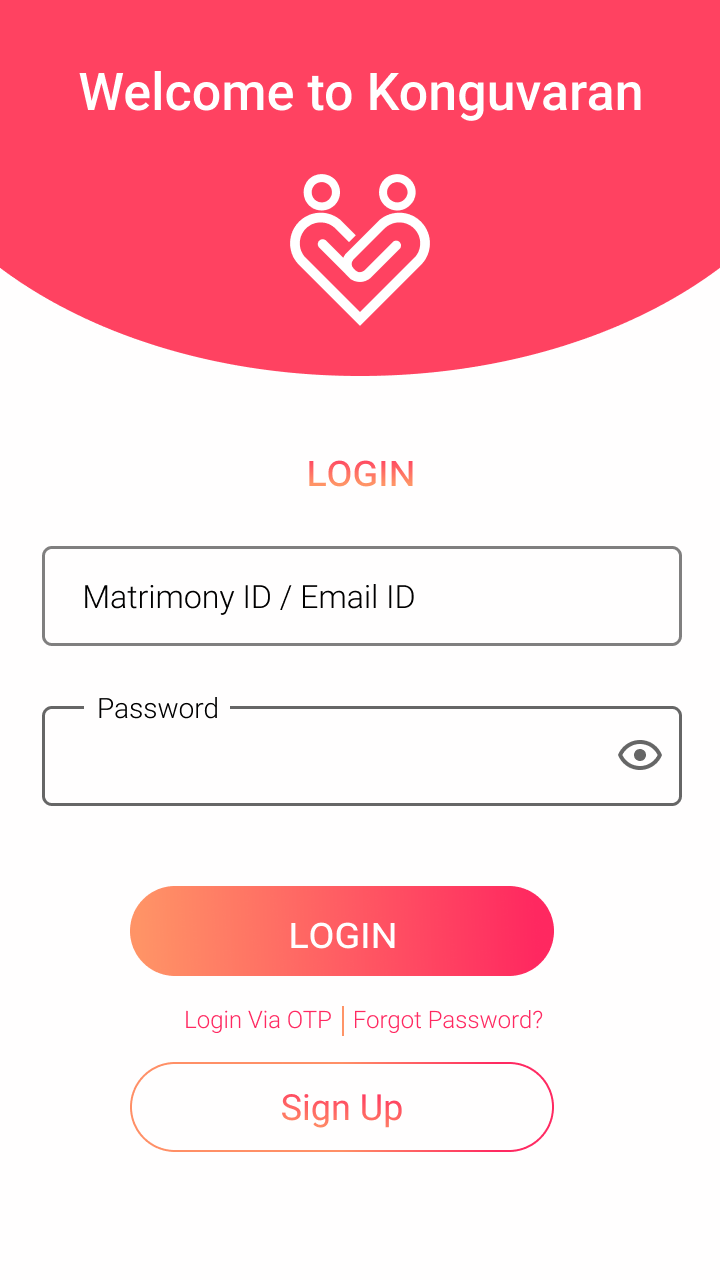 Welcome to Konguvaran
LOGIN
Matrimony ID / Email ID
Password
LOGIN
Login Via OTP | Forgot Password?
Sign Up